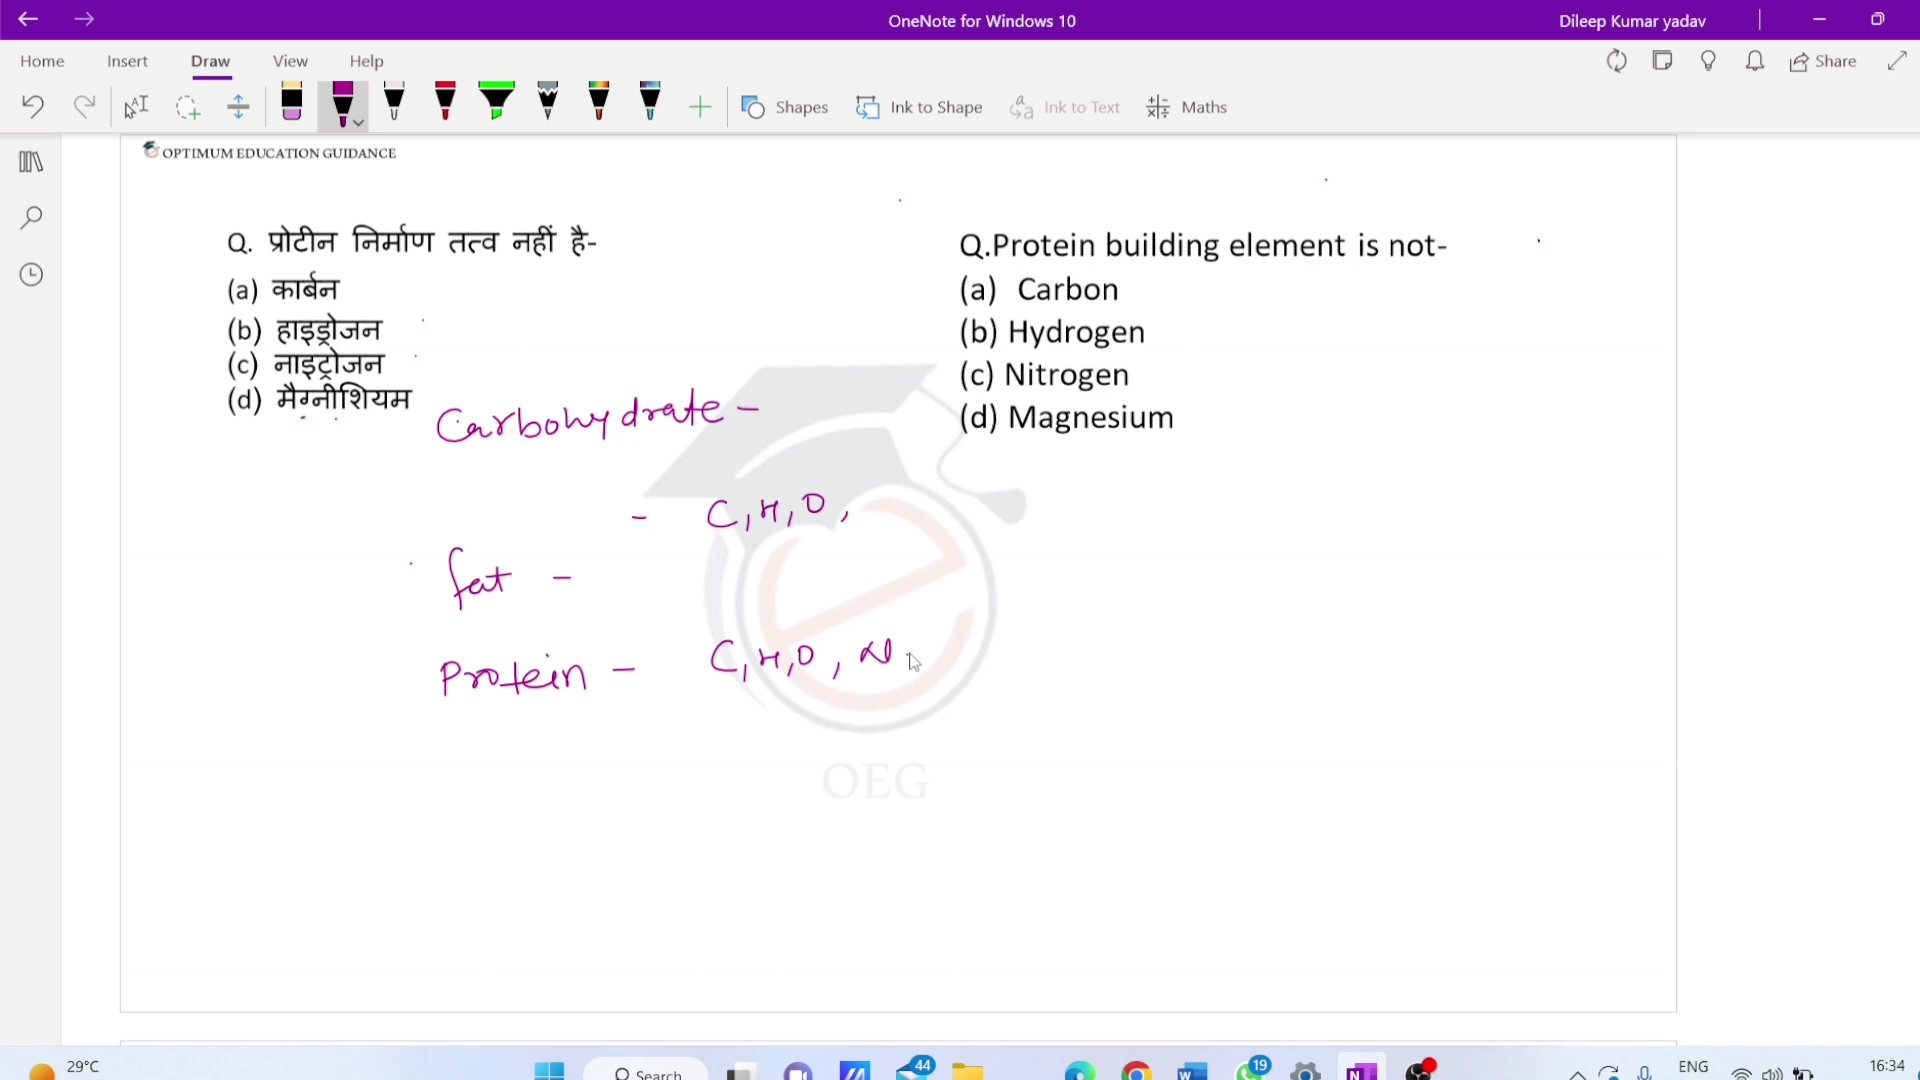 OneNote for Windows 10
Dileep Kumar yadav
Home Insert Draw View Help
Share
Shapes Ink to Shape Ink to Text Maths
OPTIMUM EDUCATION GUIDANCE
Q. प्रोटीन निर्माण तत्व नहीं है-
(a) कार्बन
(b) हाइड्रोजन
(c) नाइट्रोजन
(d) मैग्नीशियम
Q.Protein building element is not-
(a) Carbon
(b) Hydrogen
(c) Nitrogen
(d) Magnesium
Carbohydrate -
- C, H, O,
fat -
Protein - C, H, O, N
OEG
29°C
Search
44
19
ENG
16:34